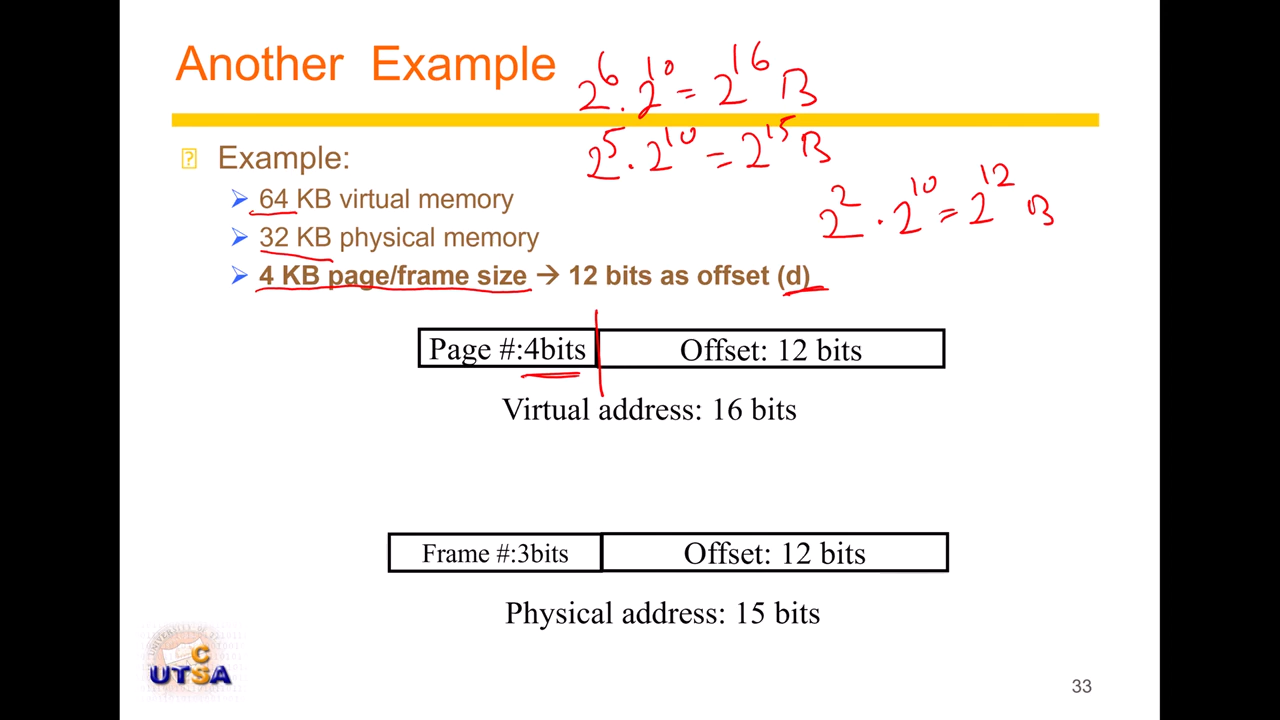 Another Example
2^6 . 2^10 = 2^16 B
2^5 . 2^10 = 2^15 B
Example:
64 KB virtual memory
2^2 . 2^10 = 2^12 B
32 KB physical memory
4 KB page/frame size → 12 bits as offset (d)
Page #:4bits Offset: 12 bits
Virtual address: 16 bits
Frame #:3bits Offset: 12 bits
Physical address: 15 bits
CS
UTSA
33